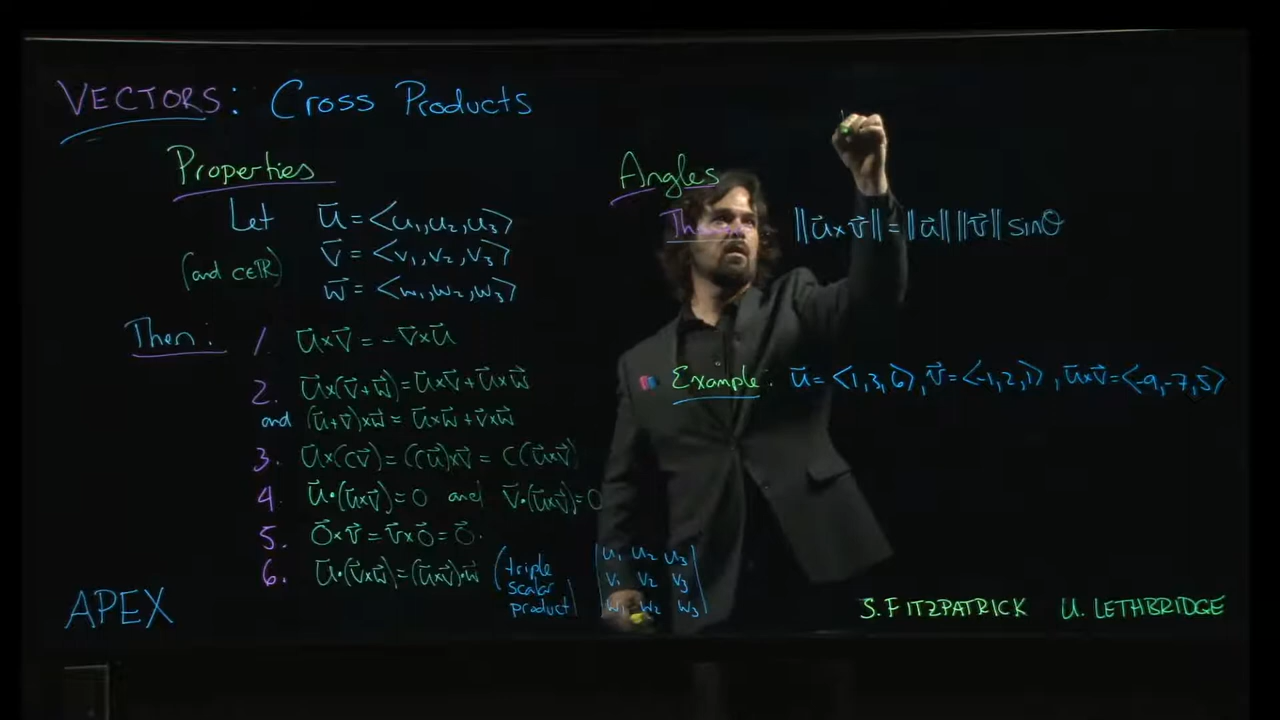 VECTORS: Cross Products
Properties
Let u⃗ = <u₁,u₂,u₃>
v⃗ = <v₁,v₂,v₃>
(and c∈ℝ)
w⃗ = <w₁,w₂,w₃>
Then: 1. u⃗×v⃗ = -v⃗×u⃗
2. u⃗×(v⃗+w⃗)=u⃗×v⃗+u⃗×w⃗
and (u⃗+v⃗)×w⃗= u⃗×w⃗+v⃗×w⃗
3. u⃗×(cv⃗)=(cu⃗)×v⃗= c(u⃗×v⃗)
4. u⃗•(u⃗×v⃗)=0 and v⃗•(u⃗×v⃗)=0
5. 0⃗×v⃗=v⃗×0⃗=0⃗.
6. u⃗•(v⃗×w⃗)=(u⃗×v⃗)•w⃗
(triple
scalar
product)
|u₁ u₂ u₃|
|v₁ v₂ v₃|
|w₁ w₂ w₃|
APEX
Angles
‖u⃗×v⃗‖=‖u⃗‖‖v⃗‖sinθ
Example: u⃗=<1,3,6>, v⃗=<-1,2,1>, u⃗×v⃗=<-9,-7,5>
S. FITZPATRICK U. LETHBRIDGE